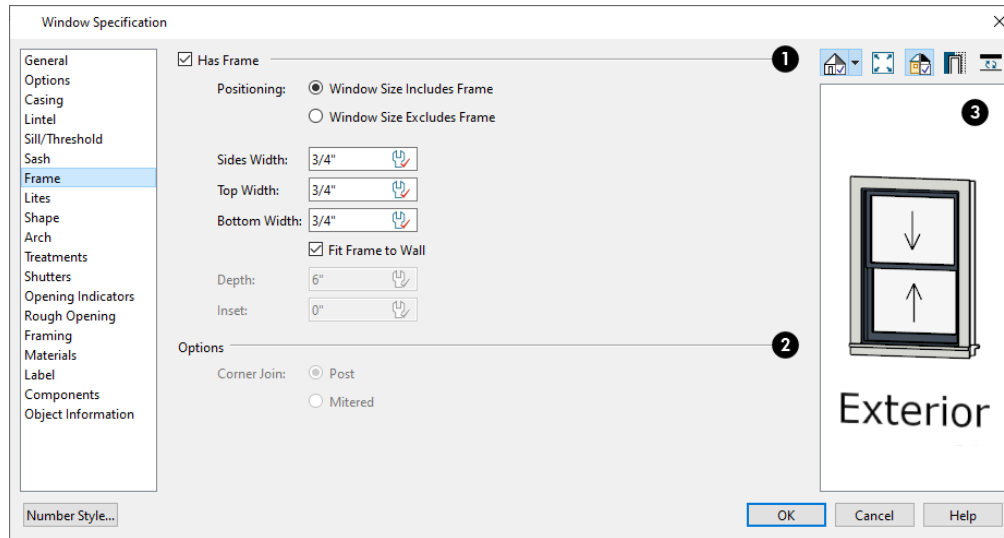 Window Specification
General
Options
Casing
Lintel
Sill/Threshold
Sash
Frame
Lites
Shape
Arch
Treatments
Shutters
Opening Indicators
Rough Opening
Framing
Materials
Label
Components
Object Information
Has Frame
1
Positioning: Window Size Includes Frame
Window Size Excludes Frame
Sides Width: 3/4"
Top Width: 3/4"
Bottom Width: 3/4"
Fit Frame to Wall
Depth: 6"
Inset: 0"
Options
2
Corner Join: Post
Mitered
3
Exterior
Number Style...
OK
Cancel
Help